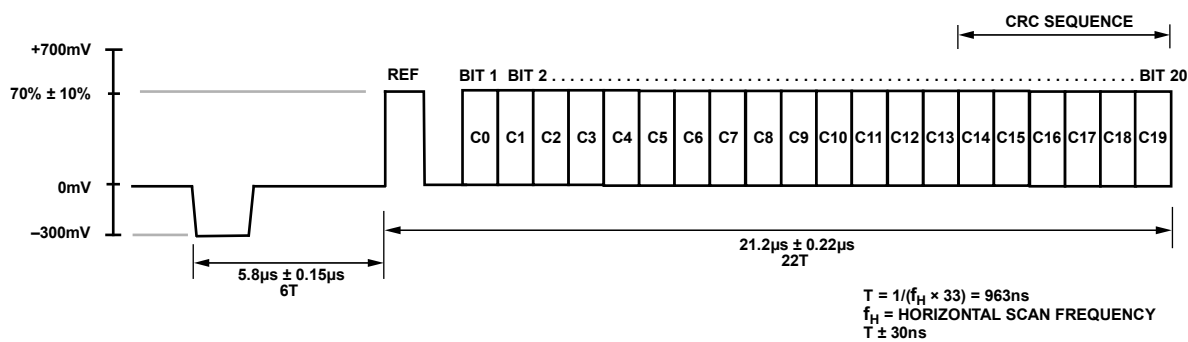 CRC SEQUENCE
+700mV
REF
BIT 1 BIT 2 . . . . . . . . . . . . . . . . . . . . . . . . . . . . . . . . . . . . . . . . . . . . . . . . . . . . . . . . . . . . . . . . . . . . . . . . BIT 20
70% ± 10%
C0 C1 C2 C3 C4 C5 C6 C7 C8 C9 C10 C11 C12 C13 C14 C15 C16 C17 C18 C19
0mV
–300mV
5.8µs ± 0.15µs
6T
21.2µs ± 0.22µs
22T
T = 1/(fH × 33) = 963ns
fH = HORIZONTAL SCAN FREQUENCY
T ± 30ns